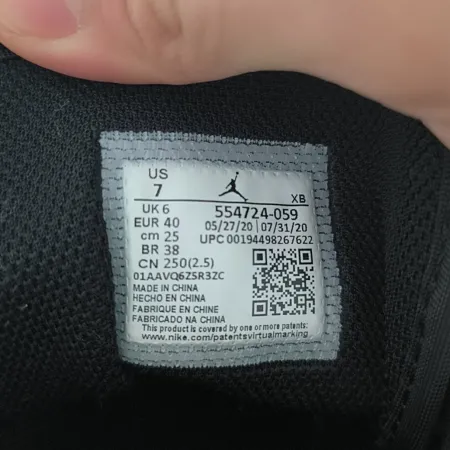 US
7
XB
UK 6
EUR 40
cm 25
BR 38
CN 250(2.5)
554724-059
05/27/20 07/31/20
UPC 00194498267622
01AAVQ6Z5R3ZC
MADE IN CHINA
HECHO EN CHINA
FABRIQUE EN CHINE
FABRICADO NA CHINA
This product is covered by one or more patents:
www.nike.com/patentsvirtualmarking